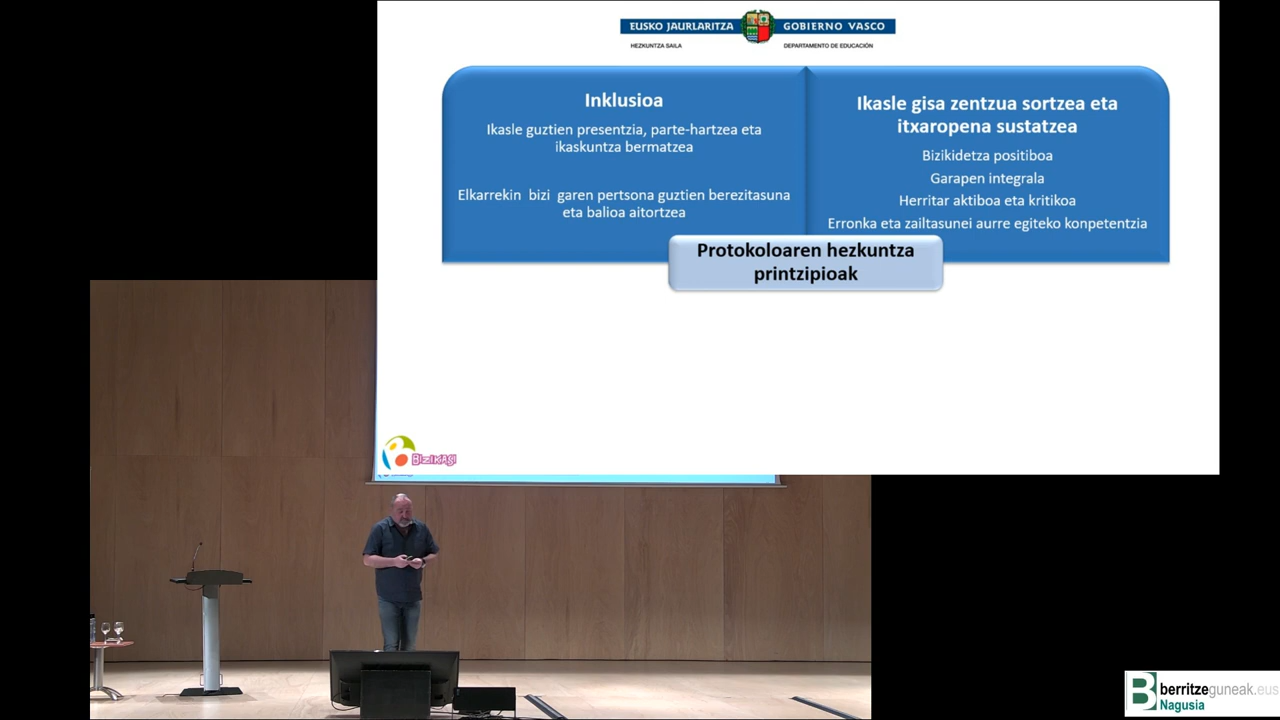 EUSKO JAURLARITZA GOBIERNO VASCO
HEZKUNTZA SAILA DEPARTAMENTO DE EDUCACIÓN
Inklusioa
Ikasle guztien presentzia, parte-hartzea eta
ikaskuntza bermatzea
Elkarrekin bizi garen pertsona guztien berezitasuna
eta balioa aitortzea
Ikasle gisa zentzua sortzea eta
itxaropena sustatzea
Bizikidetza positiboa
Garapen integrala
Herritar aktiboa eta kritikoa
Erronka eta zailtasunei aurre egiteko konpetentzia
Protokoloaren hezkuntza
printzipioak
BIZIKASI
berritzeguneak.eus
Nagusia